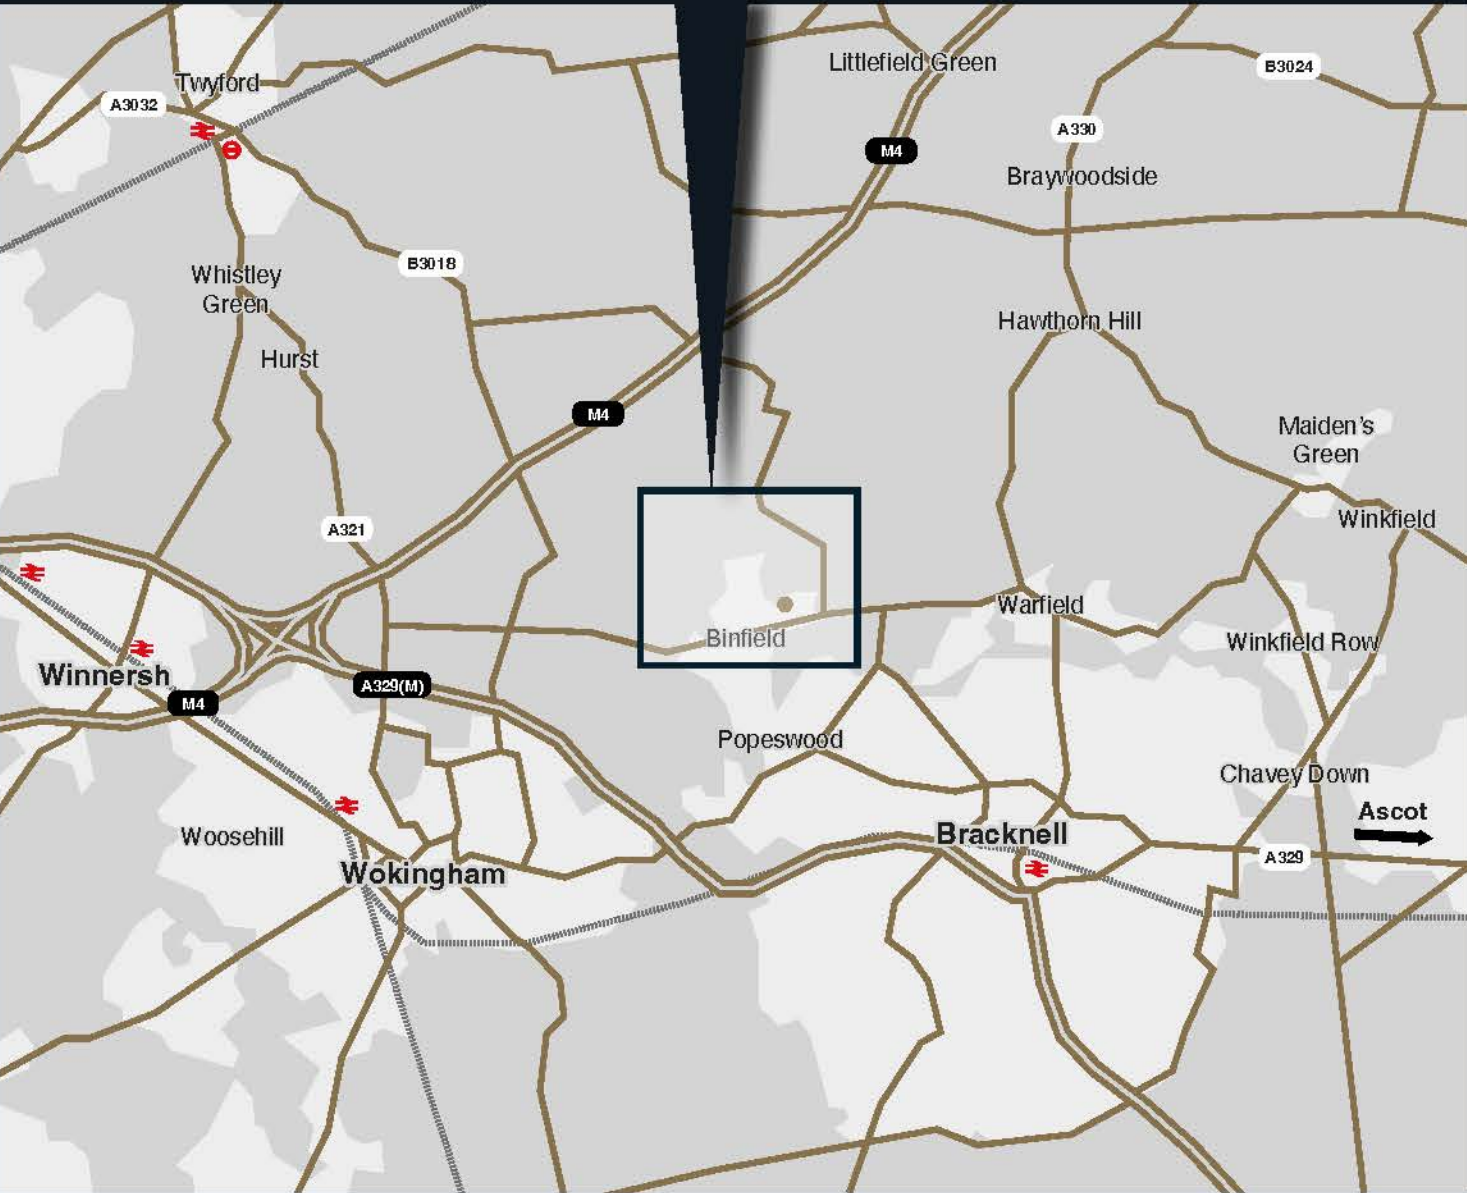 Littlefield Green
B3024
Twyford
A3032
A330
M4
Braywoodside
B3018
Whistley
Green
Hawthorn Hill
Hurst
M4
Maiden's
Green
Winkfield
A321
Warfield
Binfield
Winkfield Row
Winnersh
A329(M)
M4
Popeswood
Chavey Down
Ascot
Woosehill
Bracknell
A329
Wokingham